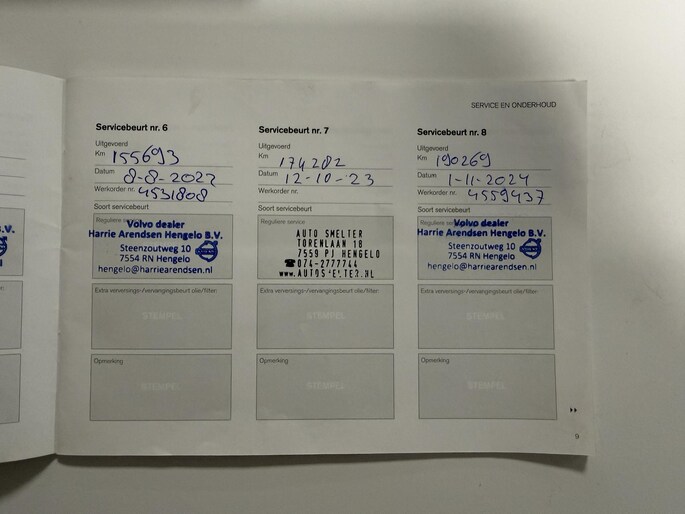 SERVICE EN ONDERHOUD
Servicebeurt nr. 6
Uitgevoerd
Km 155693
Datum 8-8-2022
Werkorder nr. 4531808
Soort servicebeurt
Reguliere service
Volvo dealer
Harrie Arendsen Hengelo B.V.
Steenzoutweg 10
7554 RN Hengelo
hengelo@harriearendsen.nl
Extra verversings-/vervangingsbeurt olie/filter:
STEMPEL
Opmerking
STEMPEL
Servicebeurt nr. 7
Uitgevoerd
Km 174282
Datum 12-10-23
Werkorder nr.
Soort servicebeurt
Reguliere service
AUTO SMELTER
TORENLAAN 18
7559 PJ HENGELO
☎074-2777744
Extra verversings-/vervangingsbeurt olie/filter:
STEMPEL
Opmerking
STEMPEL
Servicebeurt nr. 8
Uitgevoerd
Km 190269
Datum 1-11-2024
Werkorder nr. 4559437
Soort servicebeurt
Reguliere
Volvo dealer
Harrie Arendsen Hengelo B.V.
Steenzoutweg 10
7554 RN Hengelo
hengelo@harriearendsen.nl
Extra verversings-/vervangingsbeurt olie/filter:
STEMPEL
Opmerking
STEMPEL
9
.V.